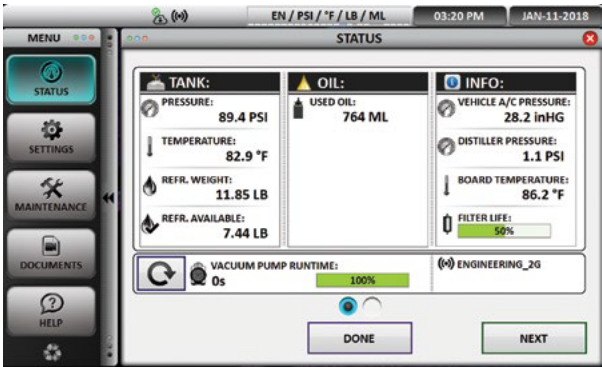 EN / PSI / °F / LB / ML
03:20 PM
JAN-11-2018
MENU
STATUS
STATUS
SETTINGS
MAINTENANCE
DOCUMENTS
HELP
TANK:
PRESSURE:
89.4 PSI
TEMPERATURE:
82.9 °F
REFR. WEIGHT:
11.85 LB
REFR. AVAILABLE:
7.44 LB
OIL:
USED OIL:
764 ML
INFO:
VEHICLE A/C PRESSURE:
28.2 inHG
DISTILLER PRESSURE:
1.1 PSI
BOARD TEMPERATURE:
86.2 °F
FILTER LIFE:
50%
VACUUM PUMP RUNTIME:
0s
100%
ENGINEERING_2G
DONE
NEXT